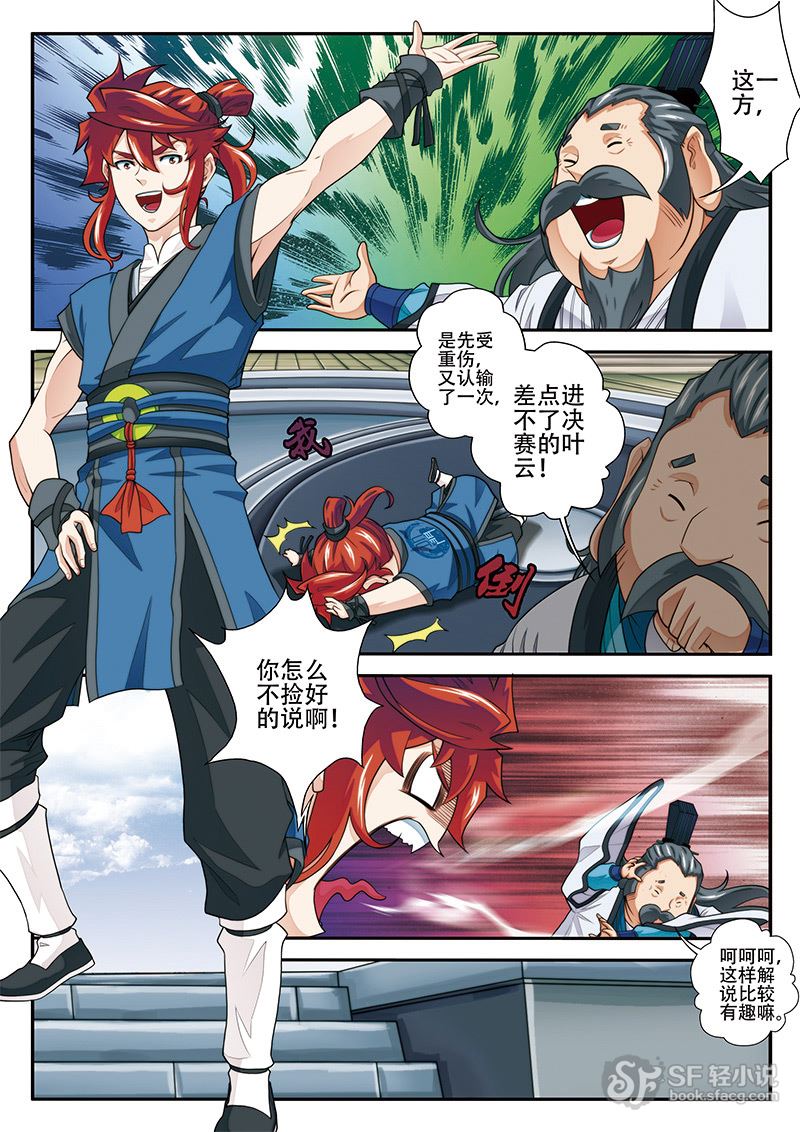 这一方，
是先受
重伤，
又认输
了一次，
差点进
不了决
赛的叶
云！
栽
倒
你怎么
不捡好
的说啊！
呵呵呵，
这样解
说比较
有趣嘛。
SF轻小说
book.sfacg.com